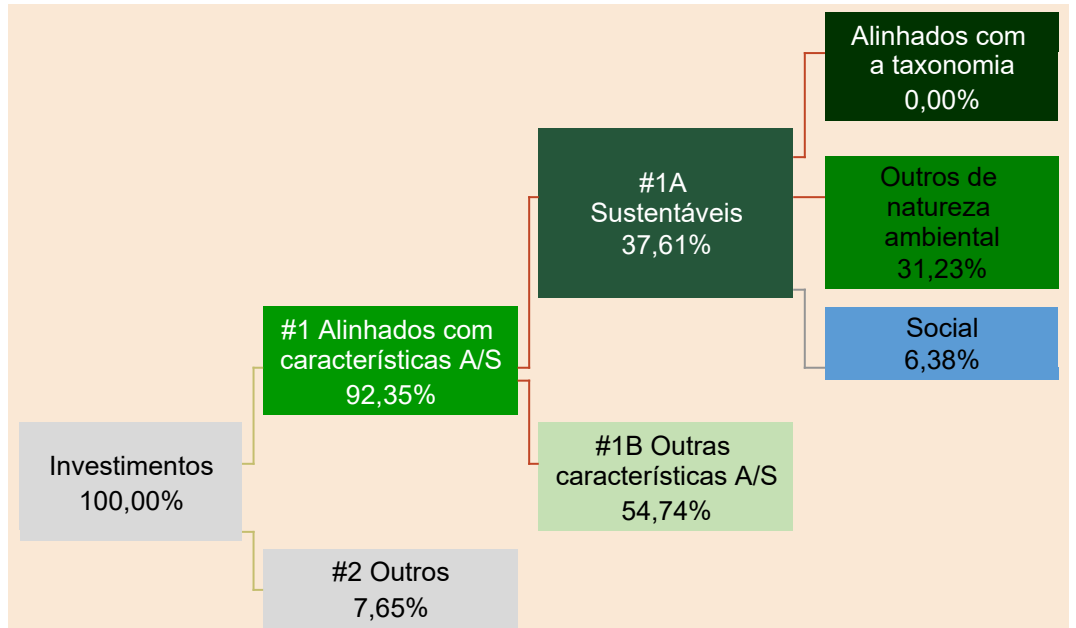 Alinhados com
a taxonomia
0,00%
#1A
Sustentáveis
37,61%
Outros de
natureza
ambiental
31,23%
#1 Alinhados com
características A/S
92,35%
Social
6,38%
Investimentos
100,00%
#1B Outras
características A/S
54,74%
#2 Outros
7,65%